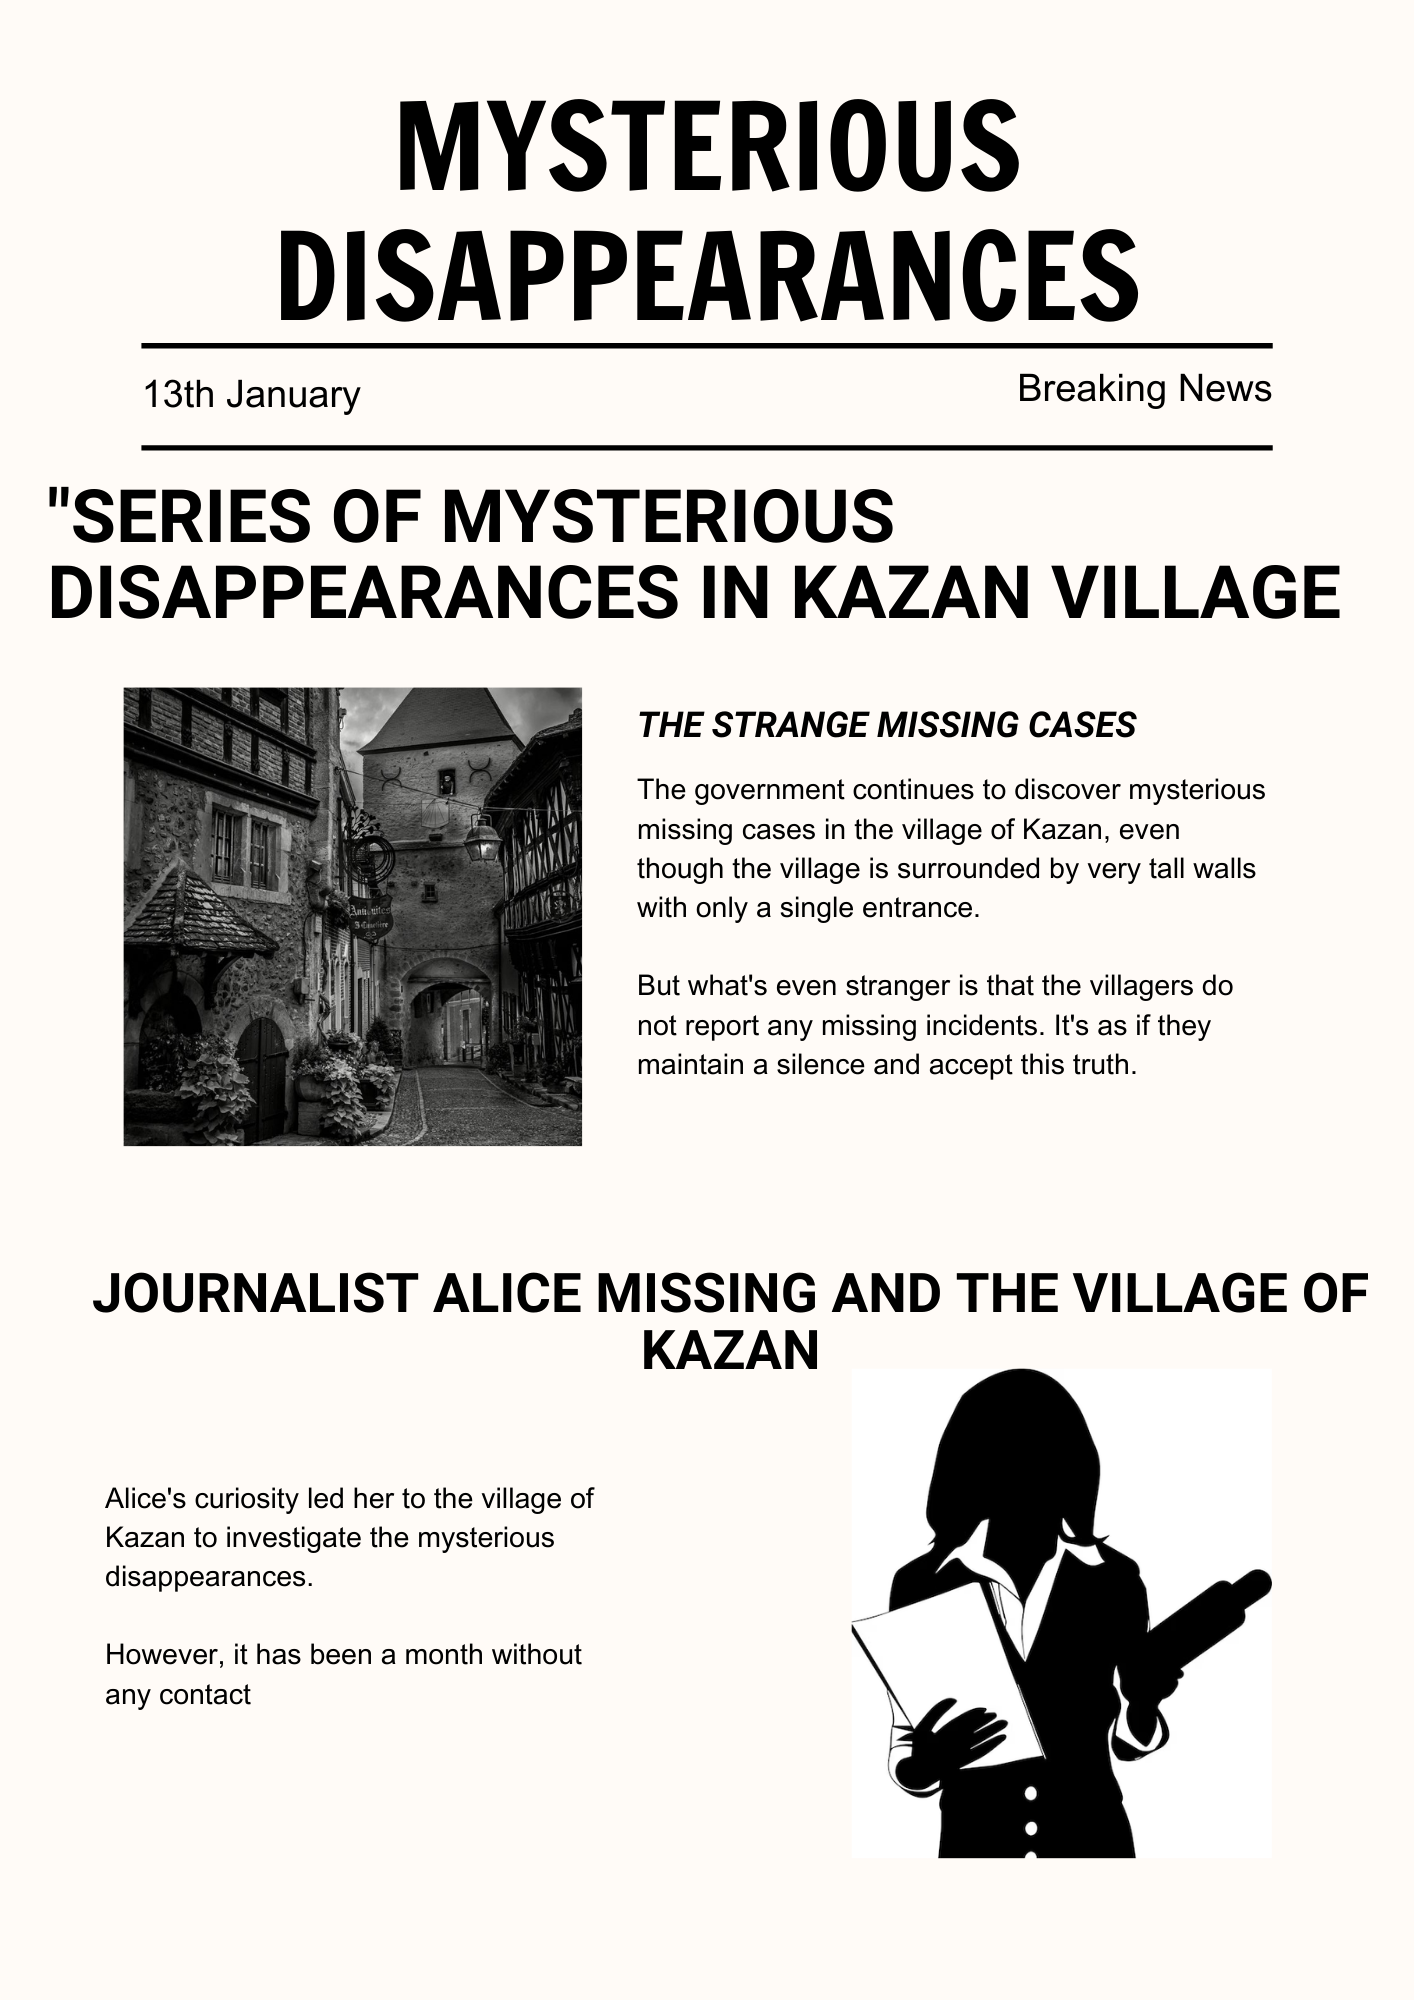 MYSTERIOUS
DISAPPEARANCES
13th January
Breaking News
"SERIES OF MYSTERIOUS
DISAPPEARANCES IN KAZAN VILLAGE
THE STRANGE MISSING CASES
The government continues to discover mysterious
missing cases in the village of Kazan, even
though the village is surrounded by very tall walls
with only a single entrance.
But what's even stranger is that the villagers do
not report any missing incidents. It's as if they
maintain a silence and accept this truth.
Antiquites
JOURNALIST ALICE MISSING AND THE VILLAGE OF
KAZAN
Alice's curiosity led her to the village of
Kazan to investigate the mysterious
disappearances.
However, it has been a month without
any contact